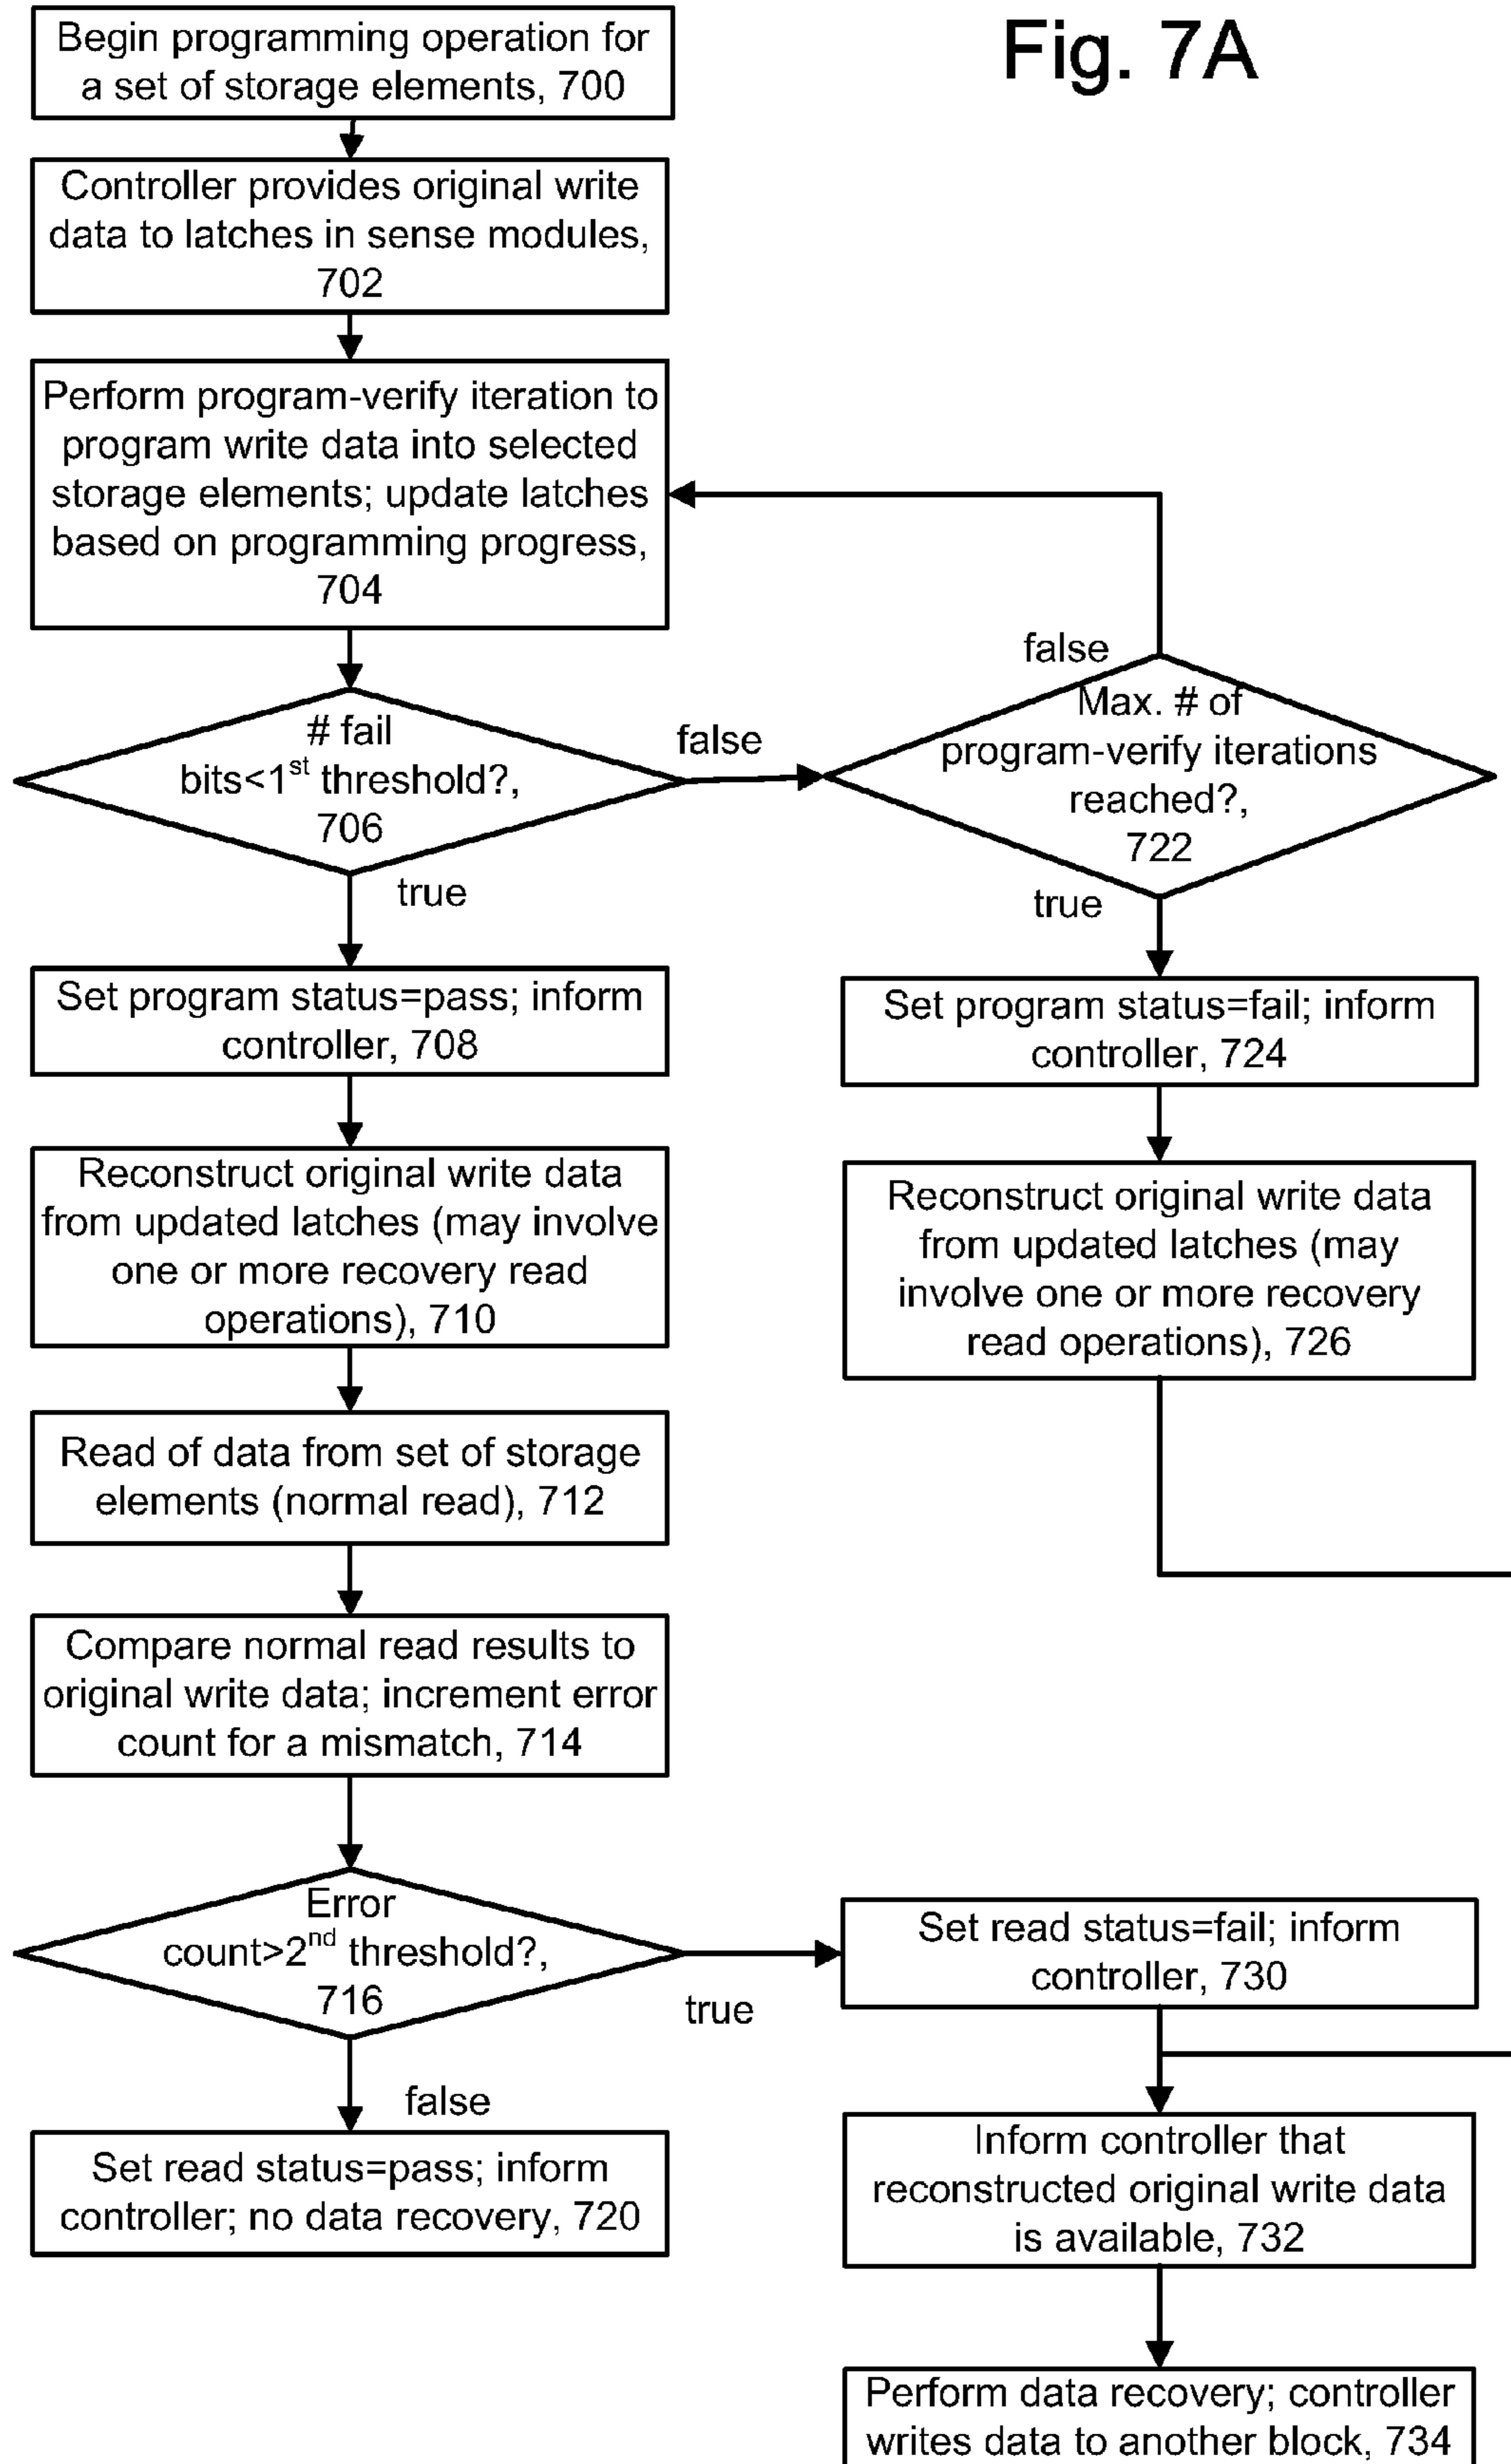 Fig. 7A
Begin programming operation for
a set of storage elements, 700
Controller provides original write
data to latches in sense modules,
702
Perform program-verify iteration to
program write data into selected
storage elements; update latches
based on programming progress,
704
# fail
bits<1st threshold?,
706
false
true
false
Max. # of
program-verify iterations
reached?,
722
true
Set program status=pass; inform
controller, 708
Set program status=fail; inform
controller, 724
Reconstruct original write data
from updated latches (may involve
one or more recovery read
operations), 710
Reconstruct original write data
from updated latches (may
involve one or more recovery
read operations), 726
Read of data from set of storage
elements (normal read), 712
Compare normal read results to
original write data; increment error
count for a mismatch, 714
Error
count>2nd threshold?,
716
true
false
Set read status=fail; inform
controller, 730
Set read status=pass; inform
controller; no data recovery, 720
Inform controller that
reconstructed original write data
is available, 732
Perform data recovery; controller
writes data to another block, 734